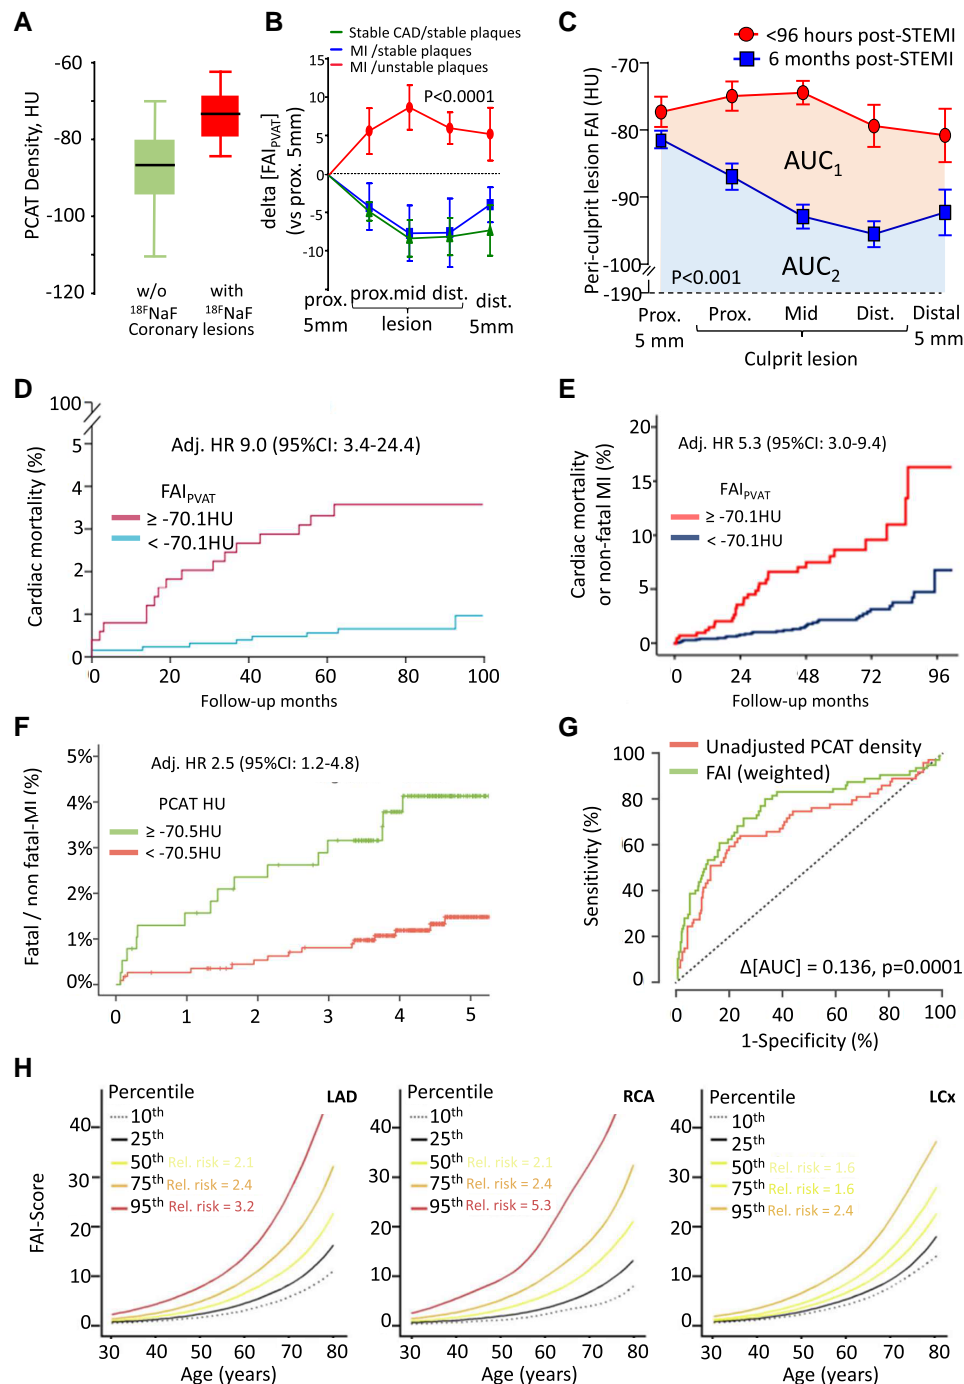 A
PCAT Density, HU
-60
-80
-100
-120
w/o
18FNaF
with
18FNaF
Coronary lesions
B
Stable CAD/stable plaques
MI /stable plaques
MI /unstable plaques
delta [FAIPVAT]
(vs prox. 5mm)
15
10
5
0
-5
-10
P<0.0001
prox.
5mm
prox.mid dist.
lesion
dist.
5mm
C
<96 hours post-STEMI
6 months post-STEMI
Peri-culprit lesion FAI (HU)
-70
-80
-90
-100
-190
AUC1
AUC2
P<0.001
Prox.
5 mm
Prox.
Mid
Dist.
Distal
5 mm
Culprit lesion
D
Cardiac mortality (%)
100
5
4
3
2
1
0
Adj. HR 9.0 (95%CI: 3.4-24.4)
FAIPVAT
≥ -70.1HU
< -70.1HU
0 20 40 60 80 100
Follow-up months
E
Cardiac mortality
or non-fatal MI (%)
20
15
10
5
0
Adj. HR 5.3 (95%CI: 3.0-9.4)
FAIPVAT
≥ -70.1HU
< -70.1HU
0 24 48 72 96
Follow-up months
F
Fatal / non fatal-MI (%)
5%
4%
3%
2%
1%
0%
Adj. HR 2.5 (95%CI: 1.2-4.8)
PCAT HU
≥ -70.5HU
< -70.5HU
0 1 2 3 4 5
G
Sensitivity (%)
100
80
60
40
20
0
Unadjusted PCAT density
FAI (weighted)
Δ[AUC] = 0.136, p=0.0001
0 20 40 60 80 100
1-Specificity (%)
H
FAI-Score
40
30
20
10
0
Percentile
LAD
10th
25th
50th Rel. risk = 2.1
75th Rel. risk = 2.4
95th Rel. risk = 3.2
30 40 50 60 70 80
Age (years)
40
30
20
10
0
Percentile
RCA
10th
25th
50th Rel. risk = 2.1
75th Rel. risk = 2.4
95th Rel. risk = 5.3
30 40 50 60 70 80
Age (years)
40
30
20
10
0
Percentile
LCx
10th
25th
50th Rel. risk = 1.6
75th Rel. risk = 1.6
95th Rel. risk = 2.4
30 40 50 60 70 80
Age (years)